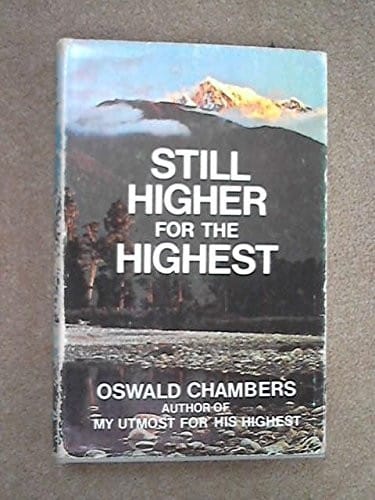 STILL
HIGHER
FOR THE
HIGHEST
OSWALD CHAMBERS
AUTHOR OF
MY UTMOST FOR HIS HIGHEST